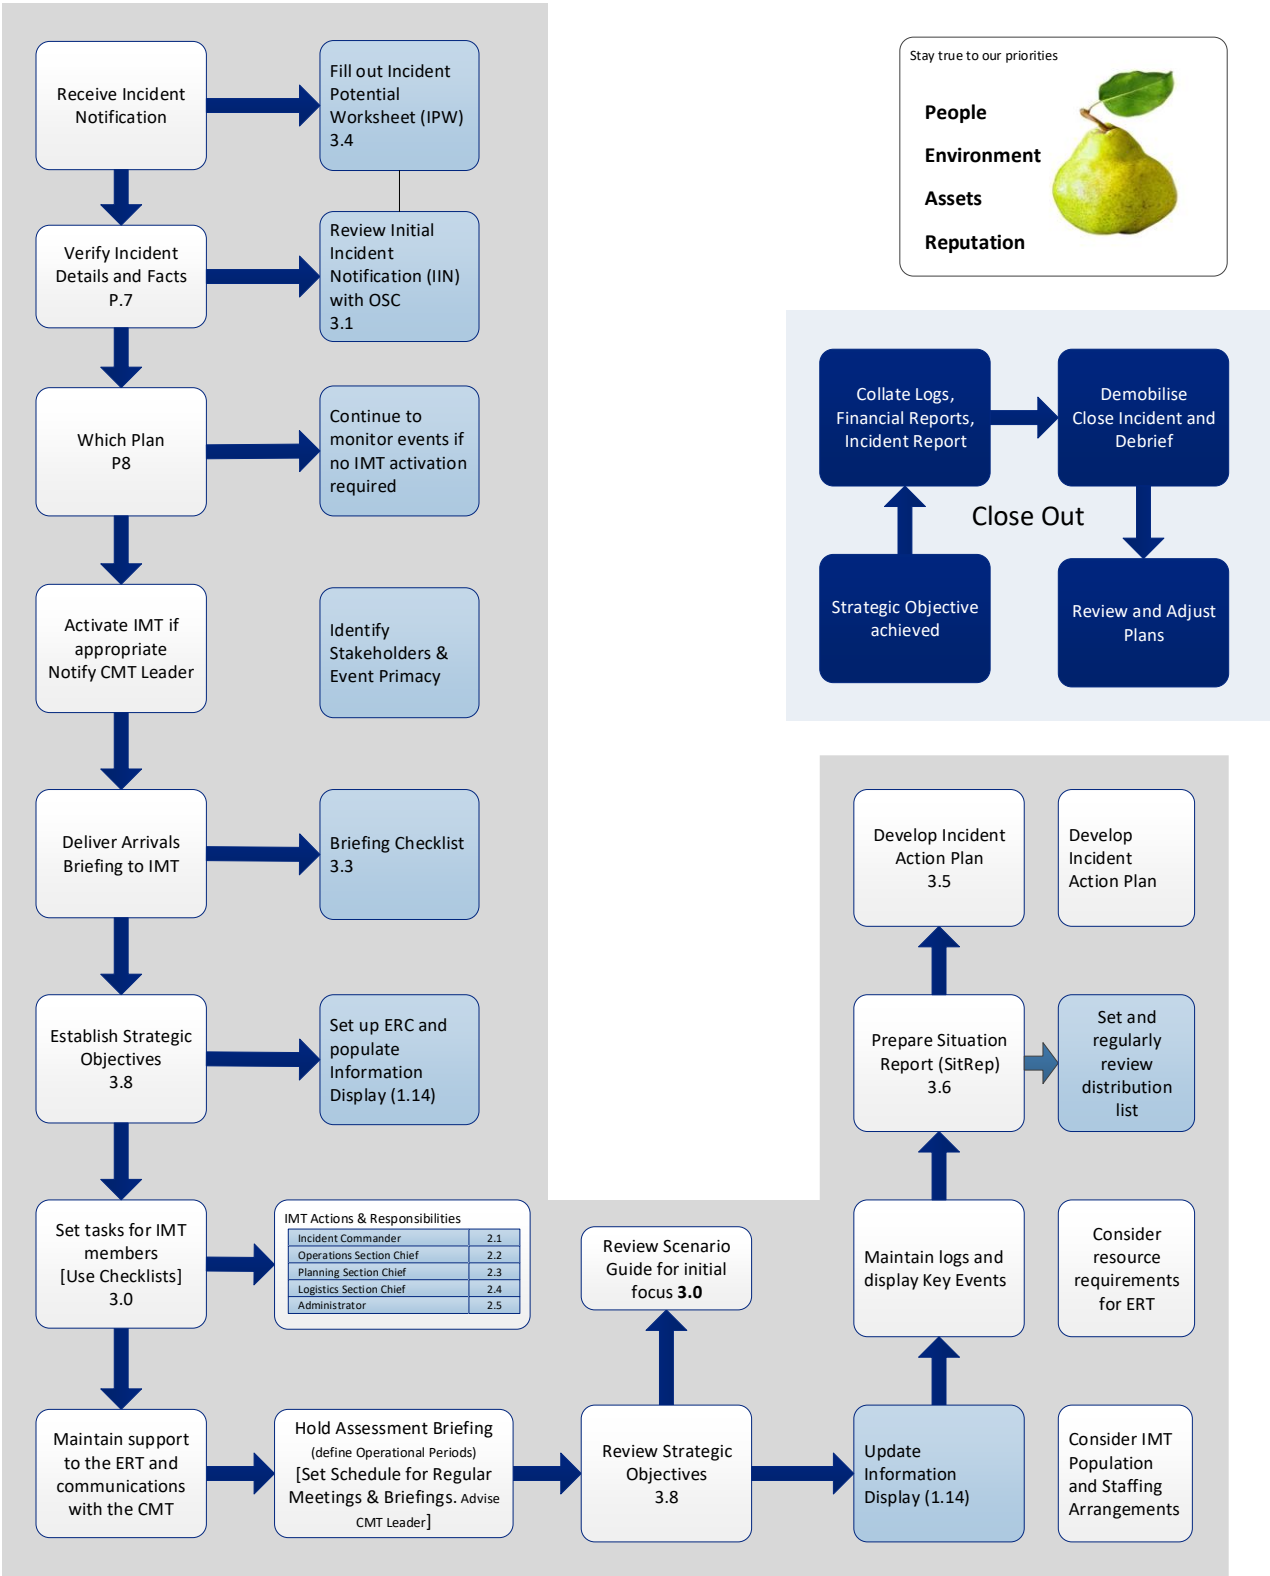 Receive Incident
Notification
Fill out Incident
Potential
Worksheet (IPW)
3.4
Verify Incident
Details and Facts
P.7
Review Initial
Incident
Notification (IIN)
with OSC
3.1
Which Plan
P8
Continue to
monitor events if
no IMT activation
required
Activate IMT if
appropriate
Notify CMT Leader
Identify
Stakeholders &
Event Primacy
Deliver Arrivals
Briefing to IMT
Briefing Checklist
3.3
Establish Strategic
Objectives
3.8
Set up ERC and
populate
Information
Display (1.14)
Set tasks for IMT
members
[Use Checklists]
3.0
IMT Actions & Responsibilities
Incident Commander 2.1
Operations Section Chief 2.2
Planning Section Chief 2.3
Logistics Section Chief 2.4
Administrator 2.5
Maintain support
to the ERT and
communications
with the CMT
Hold Assessment Briefing
(define Operational Periods)
[Set Schedule for Regular
Meetings & Briefings. Advise
CMT Leader]
Review Scenario
Guide for initial
focus 3.0
Review Strategic
Objectives
3.8
Update
Information
Display (1.14)
Consider IMT
Population
and Staffing
Arrangements
Maintain logs and
display Key Events
Consider
resource
requirements
for ERT
Prepare Situation
Report (SitRep)
3.6
Set and
regularly
review
distribution
list
Develop Incident
Action Plan
3.5
Develop
Incident
Action Plan
Stay true to our priorities
People
Environment
Assets
Reputation
Collate Logs,
Financial Reports,
Incident Report
Demobilise
Close Incident and
Debrief
Close Out
Strategic Objective
achieved
Review and Adjust
Plans